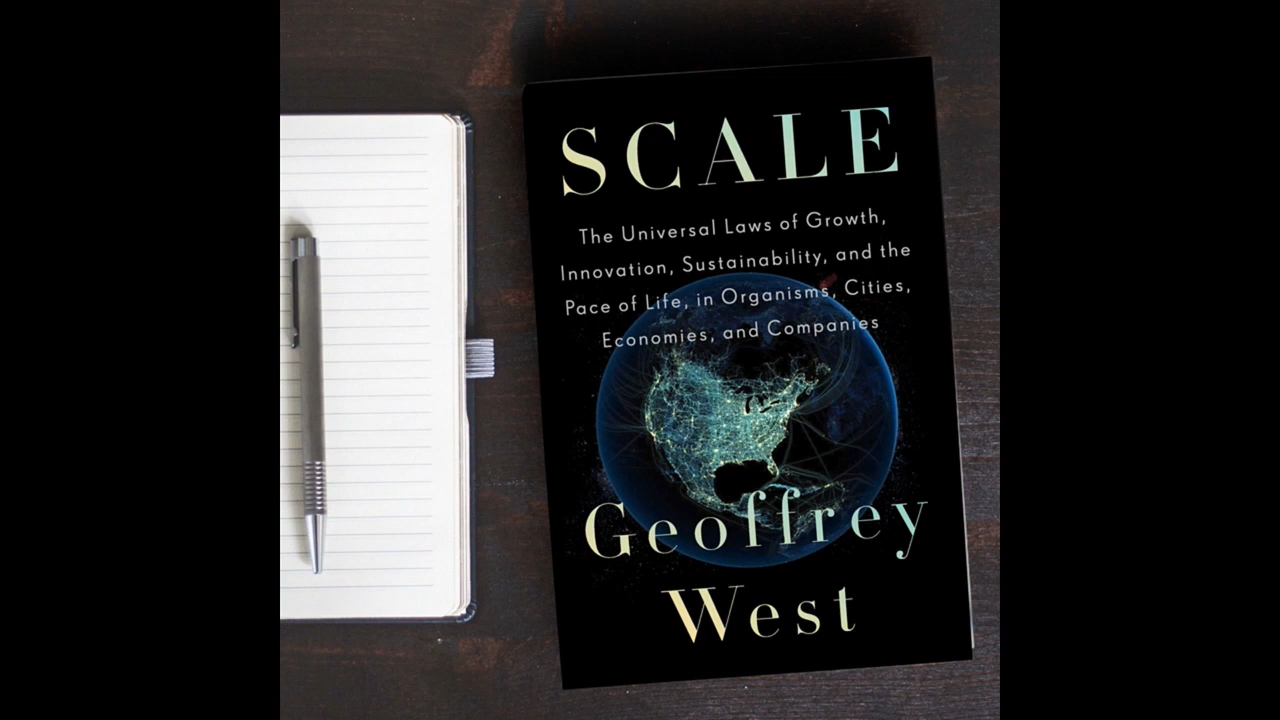 SCALE
The Universal Laws of Growth,
Innovation, Sustainability, and the
Pace of Life, in Organisms, Cities,
Economies, and Companies
Geoffrey
West